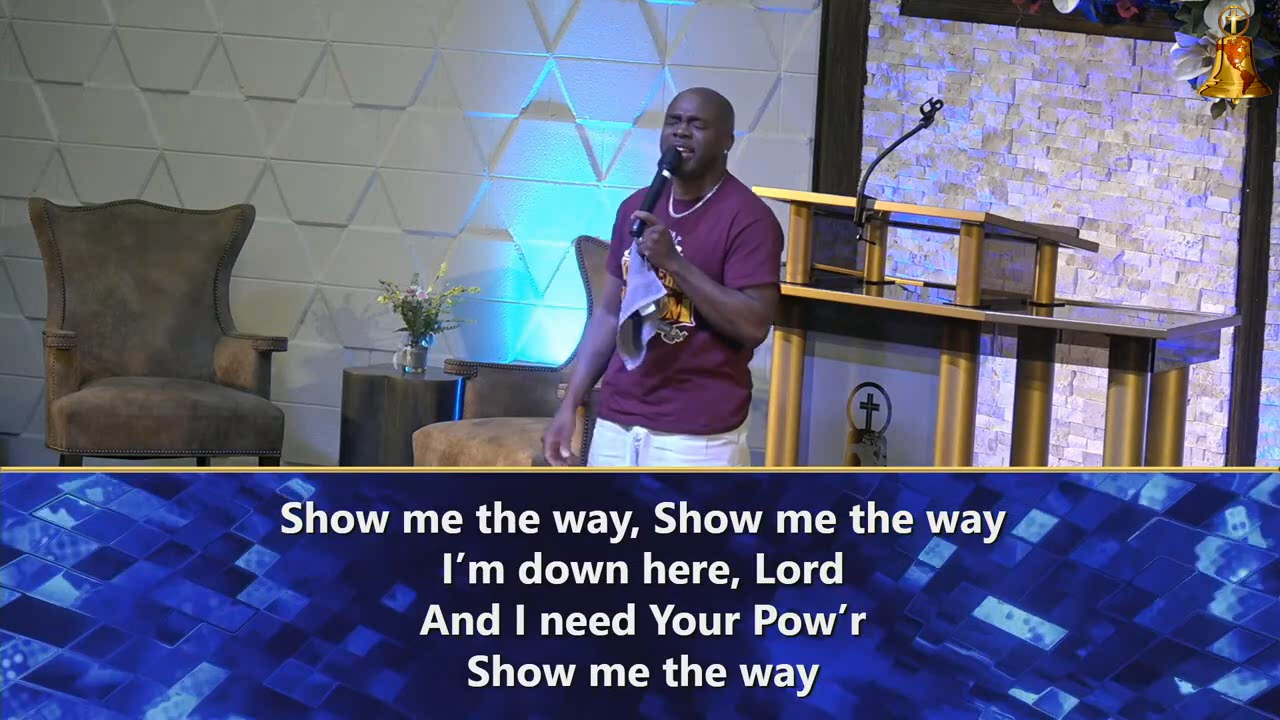 Show me the way, Show me the way
I’m down here, Lord
And I need Your Pow’r
Show me the way